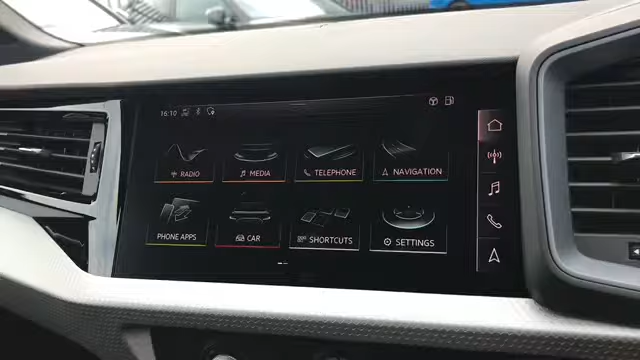 16:10
RADIO
MEDIA
TELEPHONE
NAVIGATION
PHONE APPS
CAR
SHORTCUTS
SETTINGS